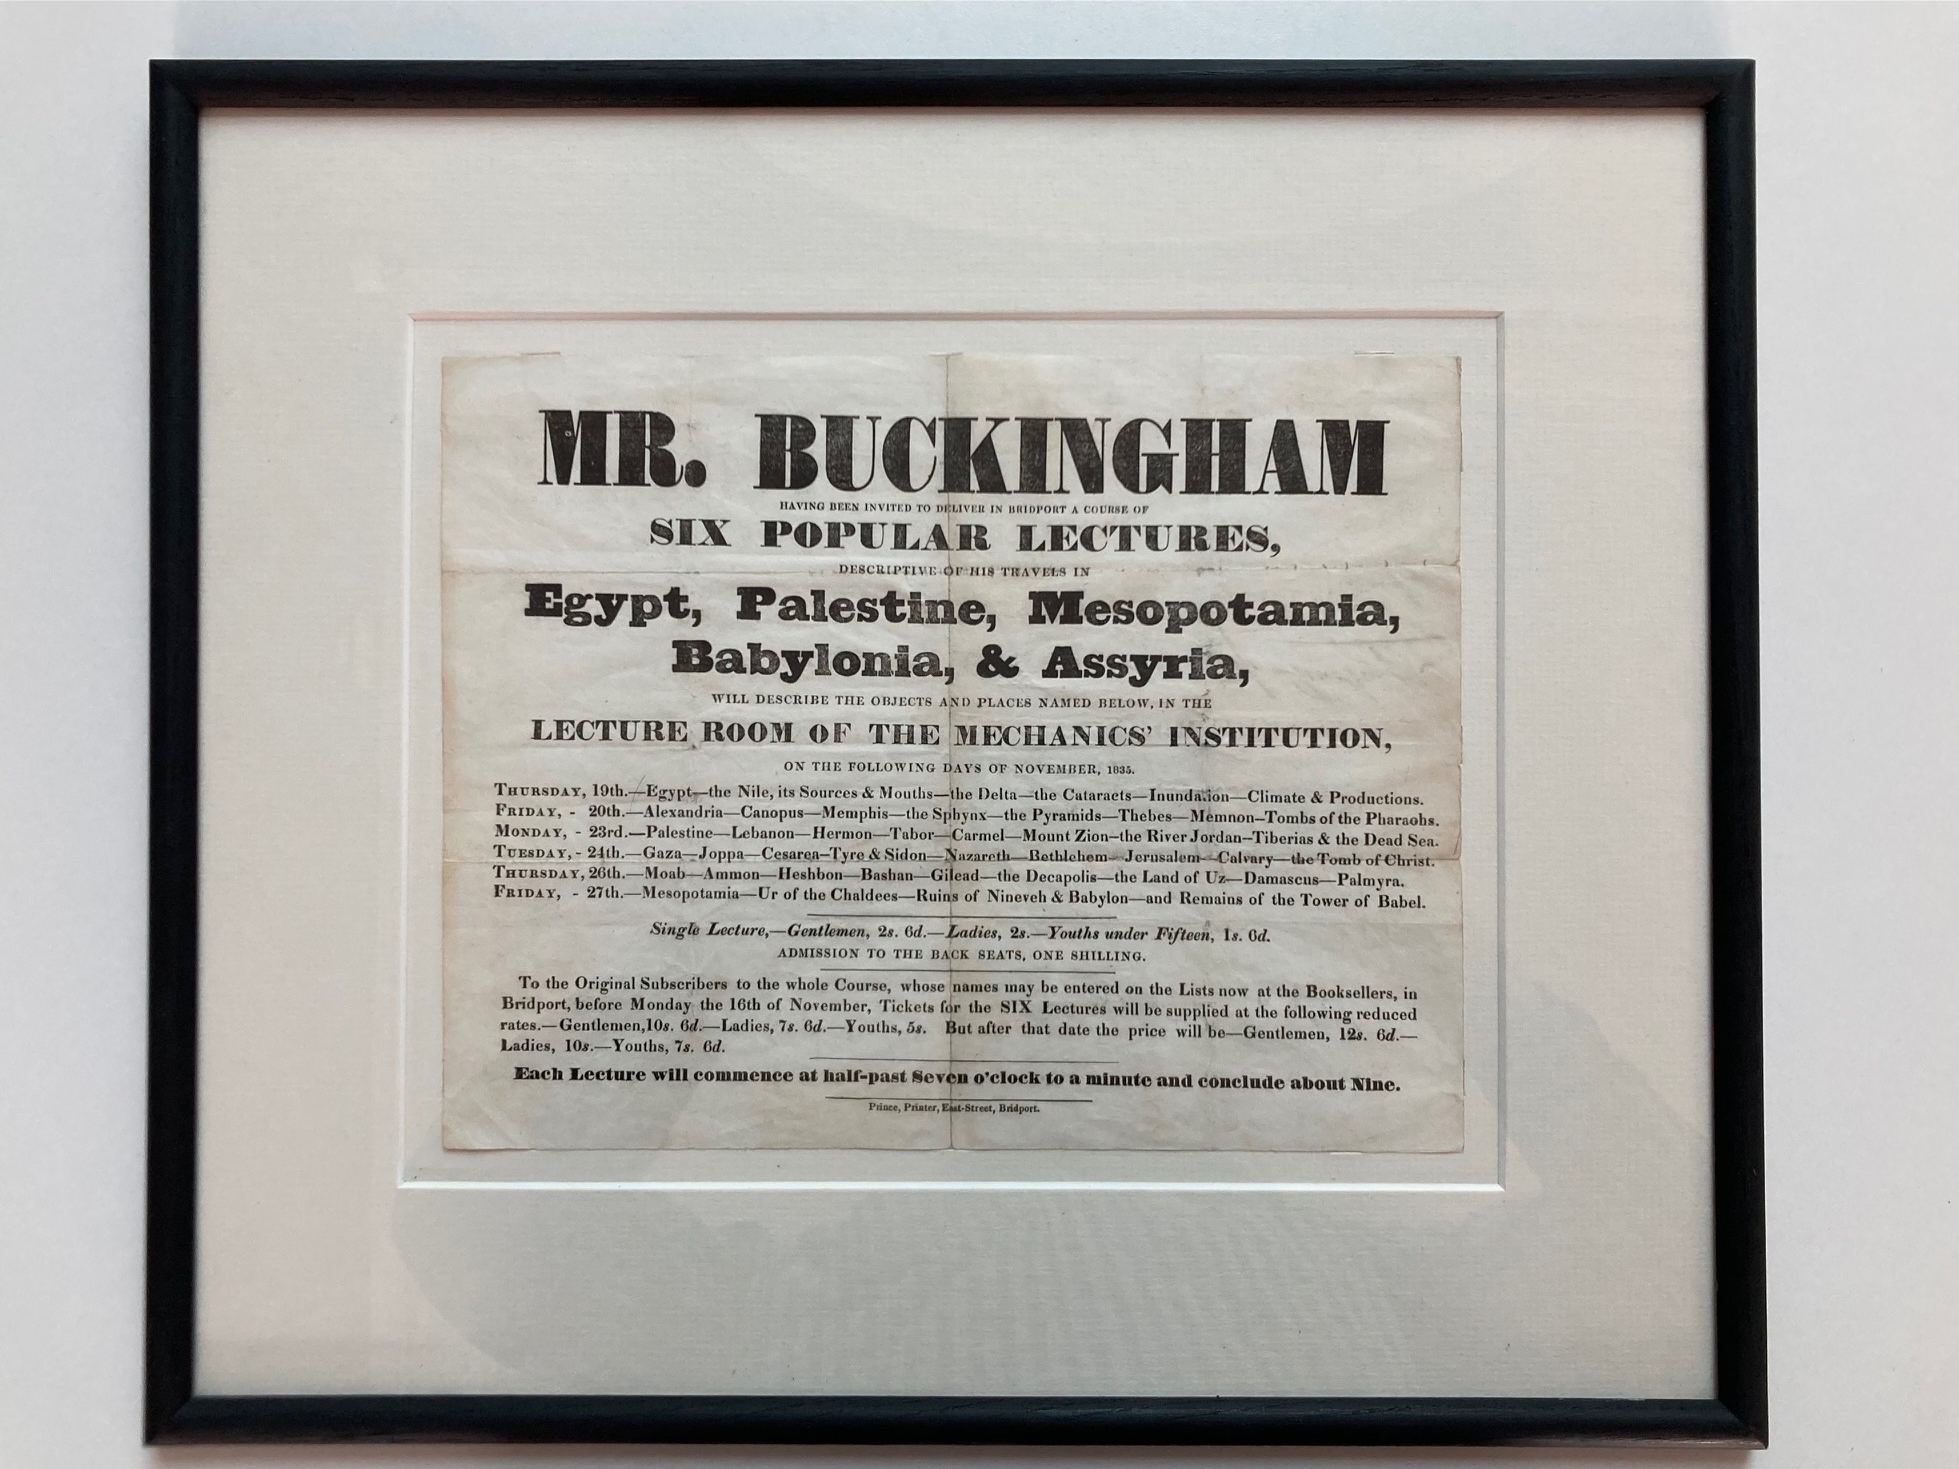 MR. BUCKINGHAM
HAVING BEEN INVITED TO DELIVER IN BRIDPORT A COURSE OF
SIX POPULAR LECTURES,
DESCRIPTIVE OF HIS TRAVELS IN
Egypt, Palestine, Mesopotamia,
Babylonia, & Assyria,
WILL DESCRIBE THE OBJECTS AND PLACES NAMED BELOW, IN THE
LECTURE ROOM OF THE MECHANICS' INSTITUTION,
ON THE FOLLOWING DAYS OF NOVEMBER, 1835.
THURSDAY, 19th.—Egypt—the Nile, its Sources & Mouths—the Delta—the Cataracts—Inundation—Climate & Productions.
FRIDAY, - 20th.—Alexandria—Canopus—Memphis—the Sphynx—the Pyramids—Thebes—Memnon—Tombs of the Pharaohs.
MONDAY, - 23rd.—Palestine—Lebanon—Hermon—Tabor—Carmel—Mount Zion—the River Jordan—Tiberias & the Dead Sea.
TUESDAY, - 24th.—Gaza—Joppa—Cesarea—Tyre & Sidon—Nazareth—Bethlehem—Jerusalem—Calvary—the Tomb of Christ.
THURSDAY, 26th.—Moab—Ammon—Heshbon—Bashan—Gilead—the Decapolis—the Land of Uz—Damascus—Palmyra.
FRIDAY, - 27th.—Mesopotamia—Ur of the Chaldees—Ruins of Nineveh & Babylon—and Remains of the Tower of Babel.
Single Lecture,—Gentlemen, 2s. 6d.—Ladies, 2s.—Youths under Fifteen, 1s. 6d.
ADMISSION TO THE BACK SEATS, ONE SHILLING.
To the Original Subscribers to the whole Course, whose names may be entered on the Lists now at the Booksellers, in
Bridport, before Monday the 16th of November, Tickets for the SIX Lectures will be supplied at the following reduced
rates.—Gentlemen, 10s. 6d.—Ladies, 7s. 6d.—Youths, 5s. But after that date the price will be—Gentlemen, 12s. 6d.—
Ladies, 10s.—Youths, 7s. 6d.
Each Lecture will commence at half-past Seven o'clock to a minute and conclude about Nine.
Prince, Printer, East-Street, Bridport.